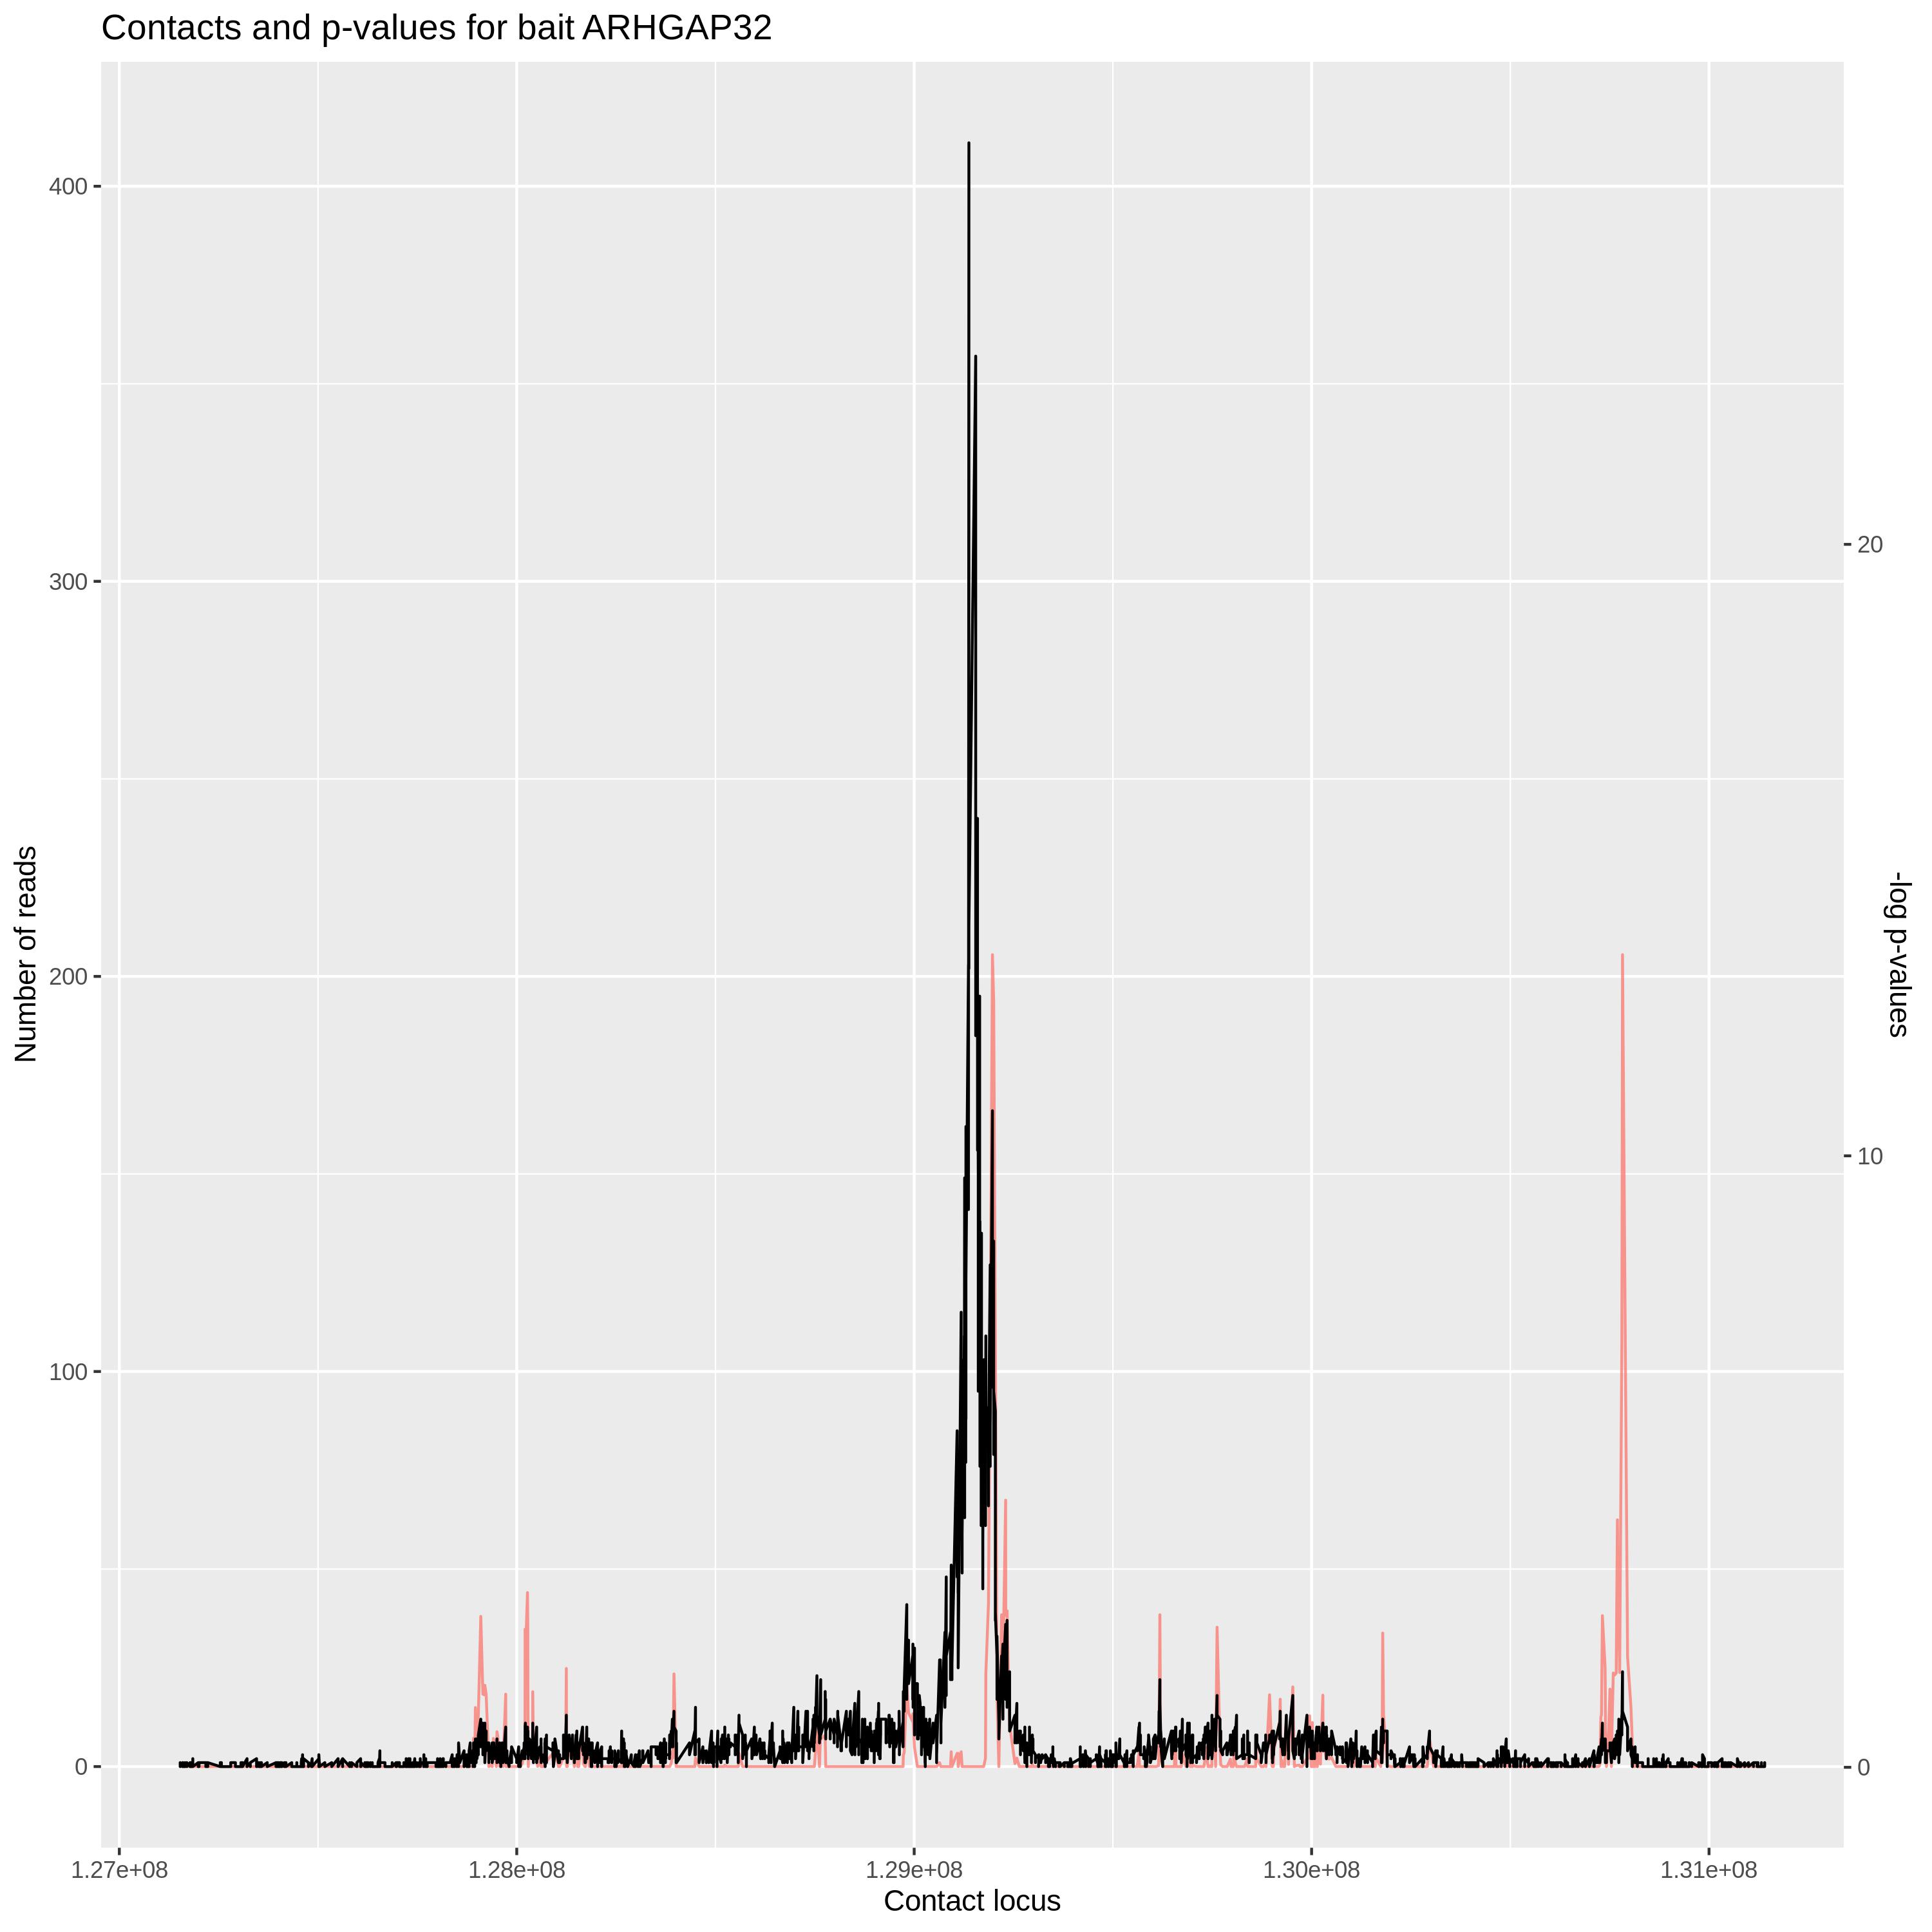 Contacts and p-values for bait ARHGAP32
400
300
200
100
0
Number of reads
20
10
0
-log p-values
1.27e+08
1.28e+08
1.29e+08
1.30e+08
1.31e+08
Contact locus